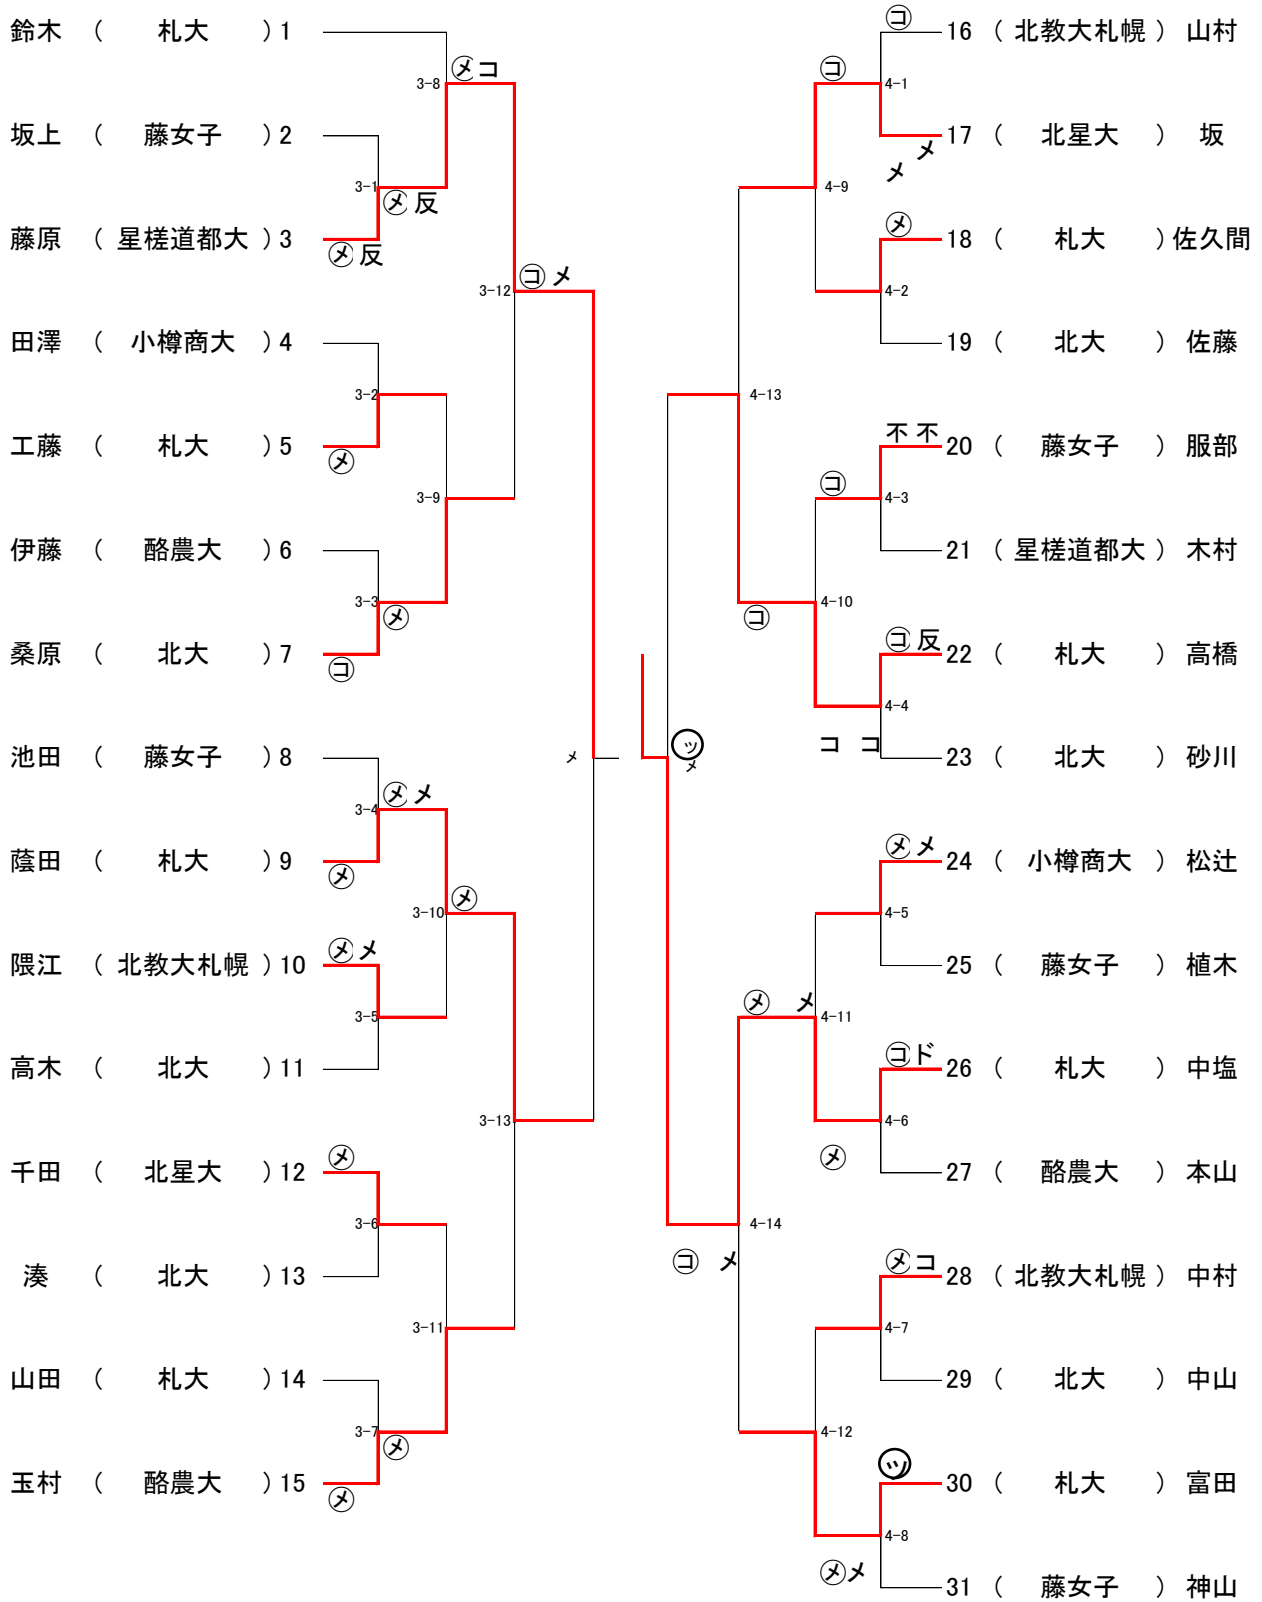 鈴木 ( 札大 ) 1
3-8
㋱ コ
坂上 ( 藤女子 ) 2
3-1
㋱ 反
藤原 ( 星槎道都大 ) 3
㋱ 反
3-12
㋙ メ
田澤 ( 小樽商大 ) 4
3-2
工藤 ( 札大 ) 5
㋱
3-9
伊藤 ( 酪農大 ) 6
3-3
㋱
桑原 ( 北大 ) 7
㋙
メ
池田 ( 藤女子 ) 8
3-4
㋱ メ
蔭田 ( 札大 ) 9
㋱
3-10
㋱
隈江 ( 北教大札幌 ) 10
㋱ メ
3-5
高木 ( 北大 ) 11
3-13
千田 ( 北星大 ) 12
㋱
3-6
湊 ( 北大 ) 13
3-11
山田 ( 札大 ) 14
3-7
㋱
玉村 ( 酪農大 ) 15
㋱
㋙
16 ( 北教大札幌 ) 山村
㋙
4-1
17 ( 北星大 ) 坂
メ
メ
4-9
㋱
18 ( 札大 ) 佐久間
4-2
19 ( 北大 ) 佐藤
4-13
不 不
20 ( 藤女子 ) 服部
㋙
4-3
21 ( 星槎道都大 ) 木村
㋙
4-10
㋙ 反
22 ( 札大 ) 高橋
4-4
コ コ
23 ( 北大 ) 砂川
㋡
メ
㋱ メ
24 ( 小樽商大 ) 松辻
4-5
25 ( 藤女子 ) 植木
㋱ メ
4-11
㋙ ド
26 ( 札大 ) 中塩
4-6
㋱
27 ( 酪農大 ) 本山
4-14
㋙ メ
㋱ コ
28 ( 北教大札幌 ) 中村
4-7
29 ( 北大 ) 中山
4-12
㋡
30 ( 札大 ) 富田
4-8
㋱ メ
31 ( 藤女子 ) 神山